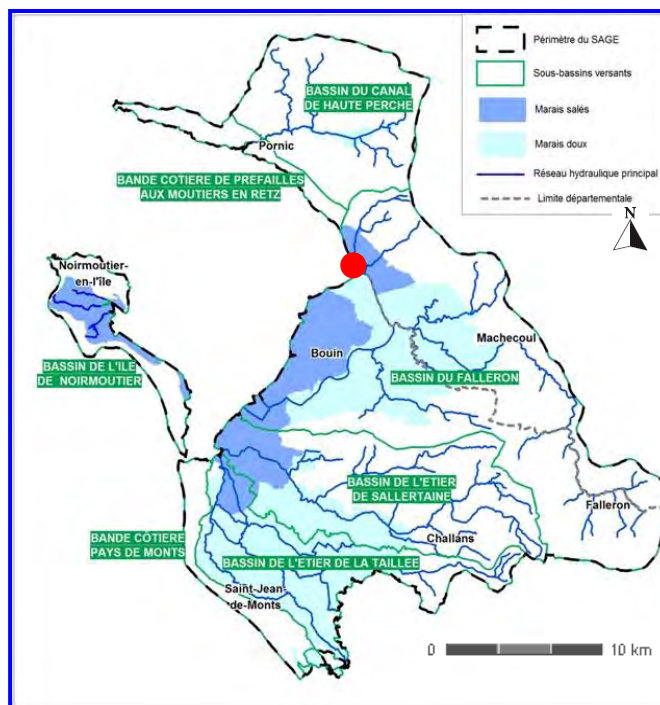 Périmètre du SAGE
Sous-bassins versants
Marais salés
Marais doux
Réseau hydraulique principal
Limite départementale
N
BASSIN DU CANAL
DE HAUTE PERCHE
Pornic
BANDE COTIERE DE PREFAILLES
AUX MOUTIERS EN RETZ
Noirmoutier-
en-l'île
BASSIN DE L'ILE
DE NOIRMOUTIER
Bouin
Machecoul
BASSIN DU FALLERON
BASSIN DE L'ETIER
DE SALLERTAINE
Falleron
BANDE CÔTIERE
PAYS DE MONTS
Challans
BASSIN DE L'ETIER DE LA TAILLEE
Saint-Jean-
de-Monts
0 10 km